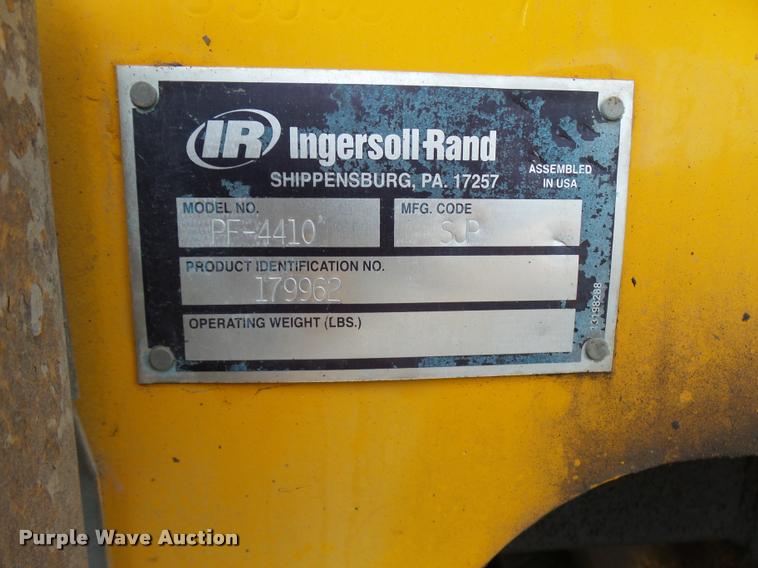 IR Ingersoll-Rand
SHIPPENSBURG, PA. 17257
ASSEMBLED
IN USA
MODEL NO.
PF-4410
MFG. CODE
SJP
PRODUCT IDENTIFICATION NO.
179962
OPERATING WEIGHT (LBS.)
13198288
Purple Wave Auction